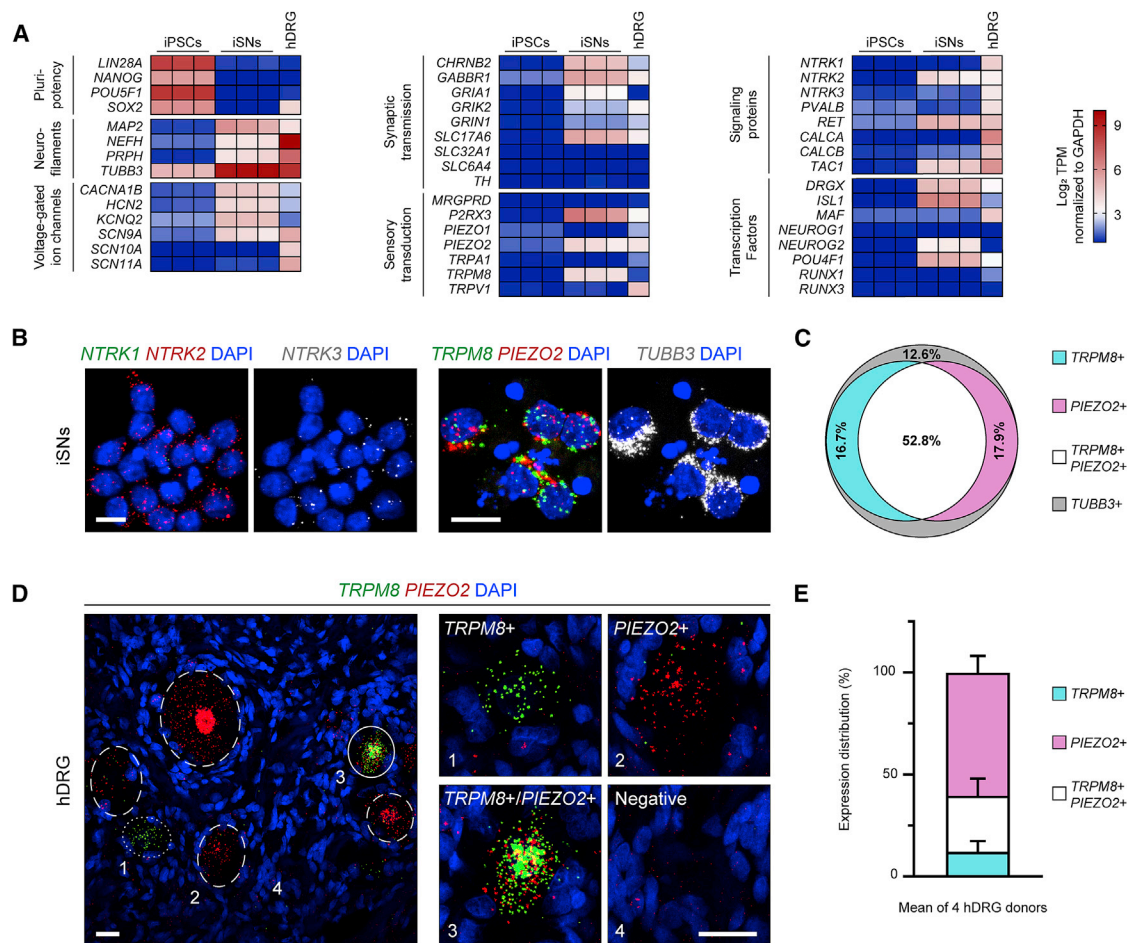 A
iPSCs iSNs hDRG
Pluri-
potency
LIN28A
NANOG
POU5F1
SOX2
Neuro-
filaments
MAP2
NEFH
PRPH
TUBB3
Voltage-gated
ion channels
CACNA1B
HCN2
KCNQ2
SCN9A
SCN10A
SCN11A
iPSCs iSNs hDRG
Synaptic
transmission
CHRNB2
GABBR1
GRIA1
GRIK2
GRIN1
SLC17A6
SLC32A1
SLC6A4
TH
Sensory
transduction
MRGPRD
P2RX3
PIEZO1
PIEZO2
TRPA1
TRPM8
TRPV1
iPSCs iSNs hDRG
Signaling
proteins
NTRK1
NTRK2
NTRK3
PVALB
RET
CALCA
CALCB
TAC1
Transcription
Factors
DRGX
ISL1
MAF
NEUROG1
NEUROG2
POU4F1
RUNX1
RUNX3
9
6
3
Log₂ TPM
normalized to GAPDH
B
NTRK1 NTRK2 DAPI
NTRK3 DAPI
TRPM8 PIEZO2 DAPI
TUBB3 DAPI
iSNs
C
12.6%
16.7%
52.8%
17.9%
TRPM8+
PIEZO2+
TRPM8+
PIEZO2+
TUBB3+
D
TRPM8 PIEZO2 DAPI
hDRG
1
2
3
4
TRPM8+
1
PIEZO2+
2
TRPM8+/PIEZO2+
3
Negative
4
E
Expression distribution (%)
100
50
0
Mean of 4 hDRG donors
TRPM8+
PIEZO2+
TRPM8+
PIEZO2+